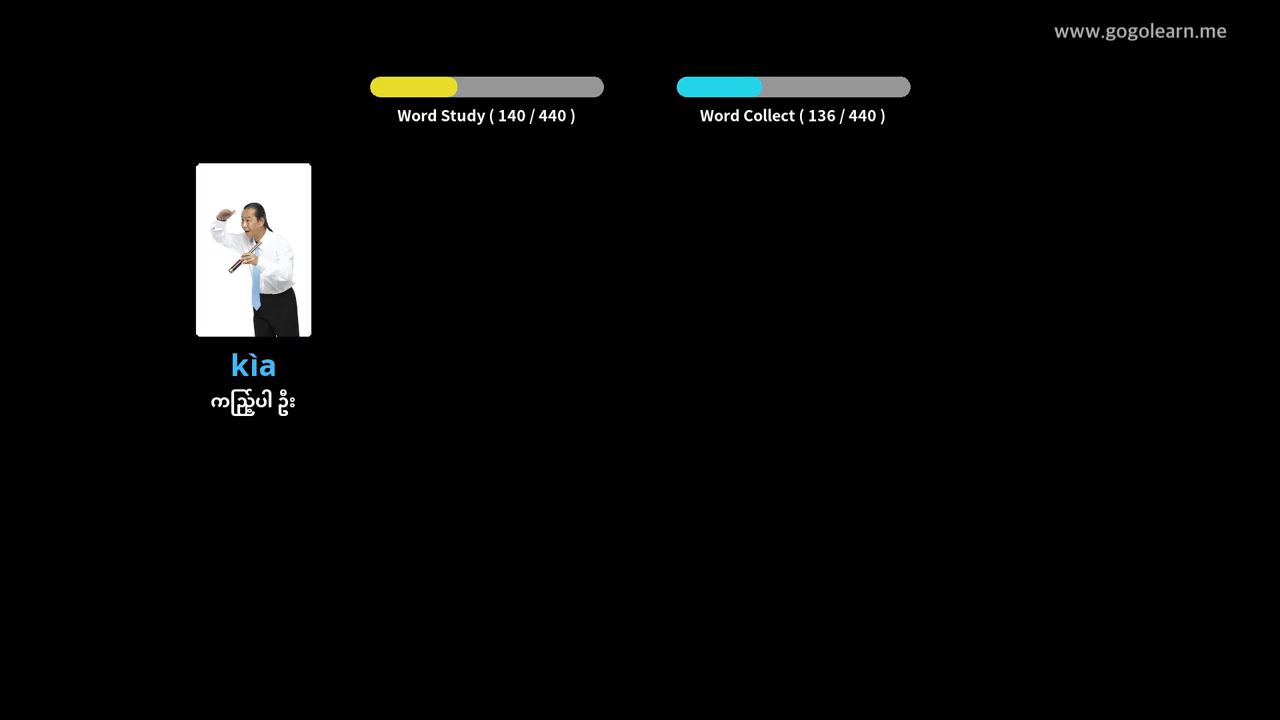 www.gogolearn.me
Word Study ( 140 / 440 )
Word Collect ( 136 / 440 )
kìa
ကည့်ပြါ ဦး